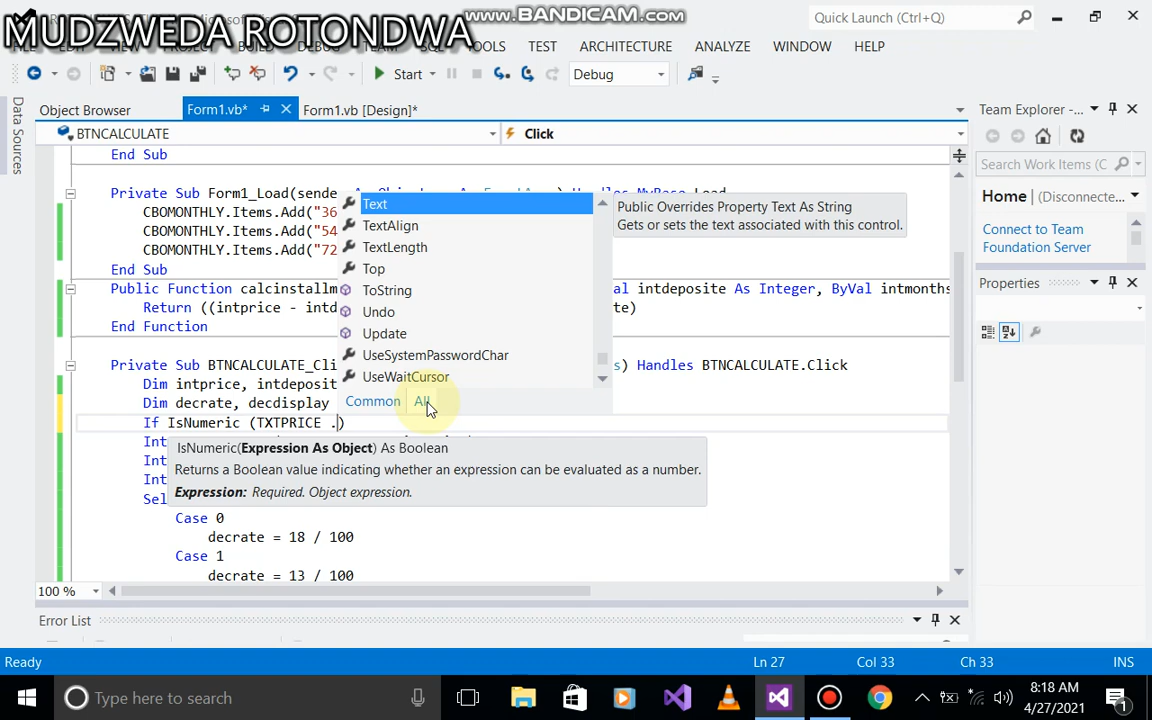 www.BANDICAM.com
MUDZWEDA ROTONDWA
Quick Launch (Ctrl+Q)
TOOLS TEST ARCHITECTURE ANALYZE WINDOW HELP
Start Debug
Data Sources
Object Browser Form1.vb* Form1.vb [Design]*
BTNCALCULATE Click
End Sub
Private Sub Form1_Load(sende
CBOMONTHLY.Items.Add("36
CBOMONTHLY.Items.Add("54
CBOMONTHLY.Items.Add("72
End Sub
Public Function calcinstallm
val intdeposite As Integer, ByVal intmonths
Return ((intprice - intd
te)
End Function
Private Sub BTNCALCULATE_Cli
s) Handles BTNCALCULATE.Click
Dim intprice, intdeposit
Dim decrate, decdisplay
If IsNumeric (TXTPRICE .)
Sel
Case 0
decrate = 18 / 100
Case 1
decrate = 13 / 100
Text
TextAlign
TextLength
Top
ToString
Undo
Update
UseSystemPasswordChar
UseWaitCursor
Common All
Public Overrides Property Text As String
Gets or sets the text associated with this control.
IsNumeric(Expression As Object) As Boolean
Returns a Boolean value indicating whether an expression can be evaluated as a number.
Expression: Required. Object expression.
100 %
Error List
Team Explorer -...
Search Work Items (C
Home | (Disconnecte...
Connect to Team
Foundation Server
Properties
Ready Ln 27 Col 33 Ch 33 INS
Type here to search
8:18 AM
4/27/2021
1